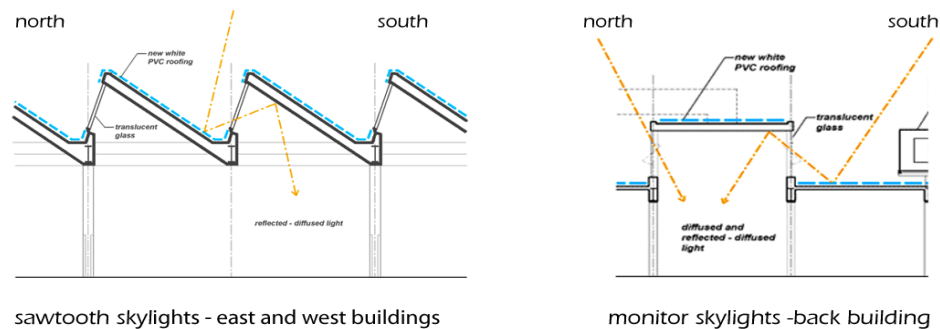 north
south
new white
PVC roofing
translucent
glass
reflected - diffused light
sawtooth skylights - east and west buildings
north
south
new white
PVC roofing
translucent
glass
diffused and
reflected - diffused
light
monitor skylights -back building